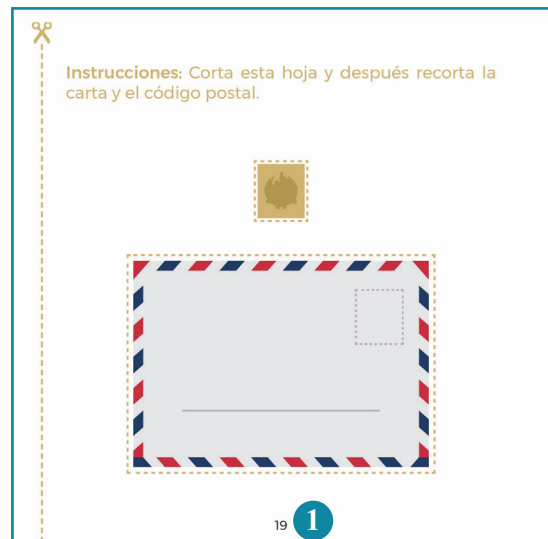 Instrucciones: Corta esta hoja y después recorta la
carta y el código postal.
19 1